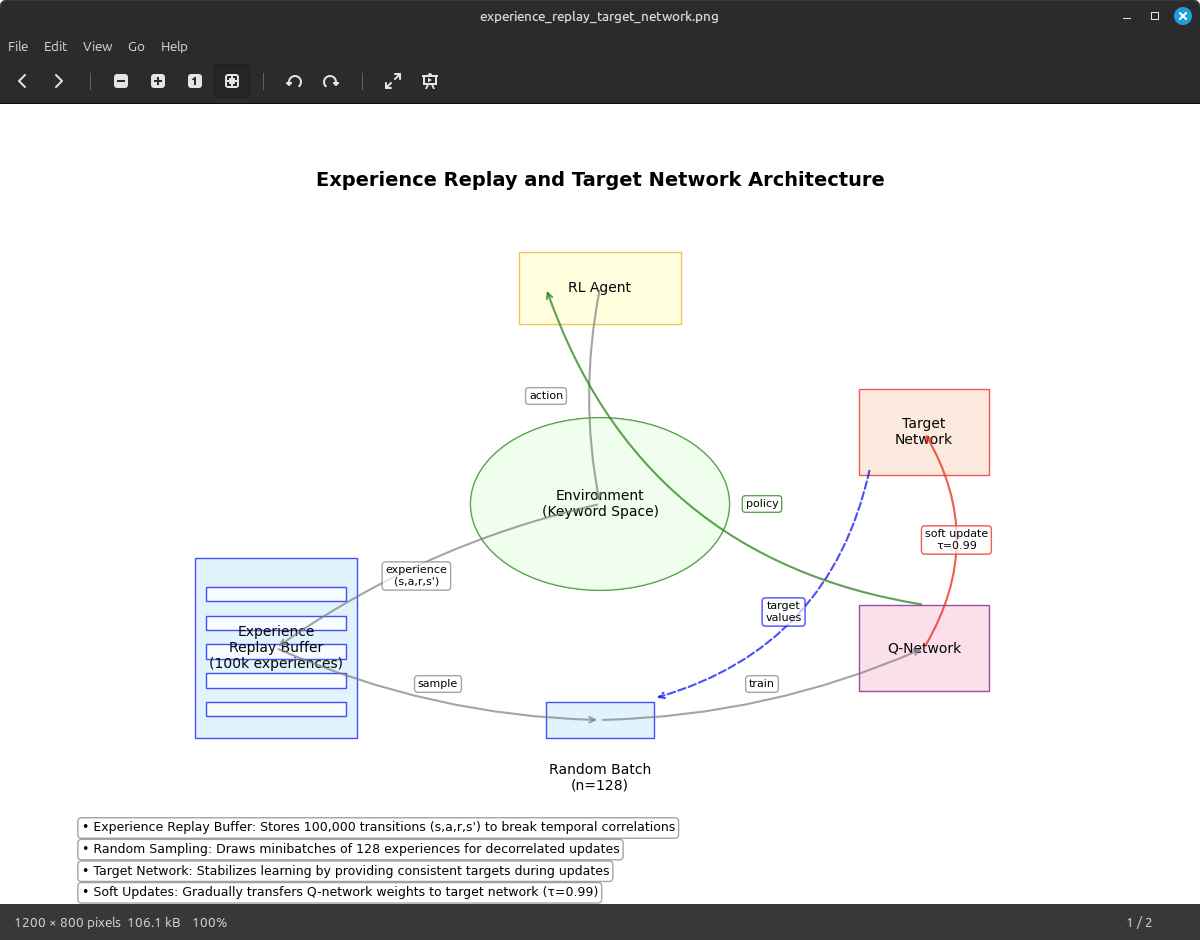 experience_replay_target_network.png
File Edit View Go Help
1
Experience Replay and Target Network Architecture
RL Agent
action
Target
Network
Environment
(Keyword Space)
policy
soft update
τ=0.99
experience
(s,a,r,s')
target
values
Experience
Replay Buffer
(100k experiences)
Q-Network
sample
train
Random Batch
(n=128)
• Experience Replay Buffer: Stores 100,000 transitions (s,a,r,s') to break temporal correlations
• Random Sampling: Draws minibatches of 128 experiences for decorrelated updates
• Target Network: Stabilizes learning by providing consistent targets during updates
• Soft Updates: Gradually transfers Q-network weights to target network (τ=0.99)
1200 × 800 pixels 106.1 kB 100%
1 / 2